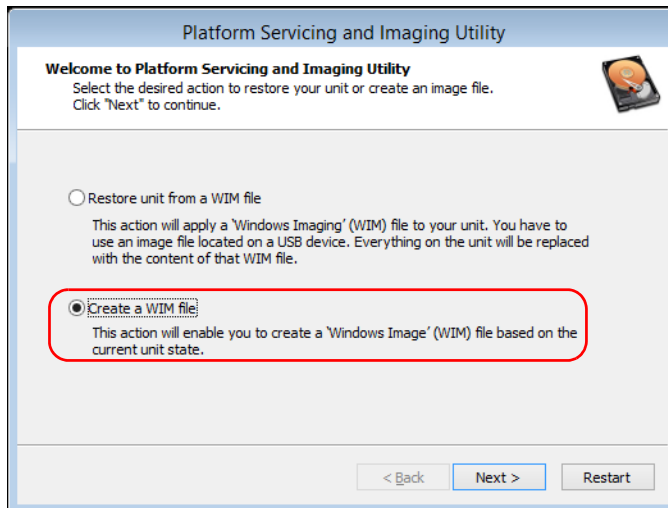 Platform Servicing and Imaging Utility
Welcome to Platform Servicing and Imaging Utility
Select the desired action to restore your unit or create an image file.
Click "Next" to continue.
Restore unit from a WIM file
This action will apply a ‘Windows Imaging’ (WIM) file to your unit. You have to
use an image file located on a USB device. Everything on the unit will be replaced
with the content of that WIM file.
Create a WIM file
This action will enable you to create a ‘Windows Image’ (WIM) file based on the
current unit state.
< Back Next > Restart